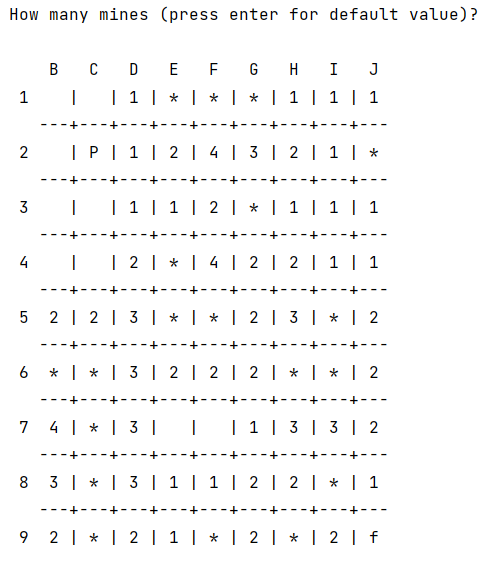 How many mines (press enter for default value)?
    B   C   D   E   F   G   H   I   J
 1    |   | 1 | * | * | * | 1 | 1 | 1
   ---+---+---+---+---+---+---+---+---
 2    | P | 1 | 2 | 4 | 3 | 2 | 1 | *
   ---+---+---+---+---+---+---+---+---
 3    |   | 1 | 1 | 2 | * | 1 | 1 | 1
   ---+---+---+---+---+---+---+---+---
 4    |   | 2 | * | 4 | 2 | 2 | 1 | 1
   ---+---+---+---+---+---+---+---+---
 5  2 | 2 | 3 | * | * | 2 | 3 | * | 2
   ---+---+---+---+---+---+---+---+---
 6  * | * | 3 | 2 | 2 | 2 | * | * | 2
   ---+---+---+---+---+---+---+---+---
 7  4 | * | 3 |   |   | 1 | 3 | 3 | 2
   ---+---+---+---+---+---+---+---+---
 8  3 | * | 3 | 1 | 1 | 2 | 2 | * | 1
   ---+---+---+---+---+---+---+---+---
 9  2 | * | 2 | 1 | * | 2 | * | 2 | f